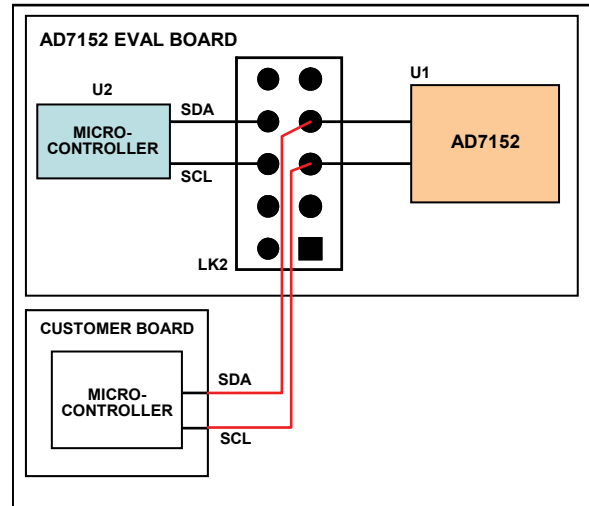 AD7152 EVAL BOARD
U2
U1
SDA
MICRO-
CONTROLLER
AD7152
SCL
LK2
CUSTOMER BOARD
SDA
MICRO-
CONTROLLER
SCL